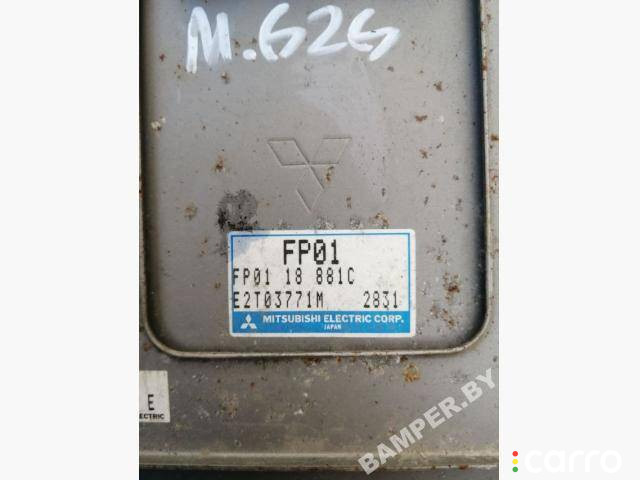 M.626
FP01
FP01 18 881C
E2T03771M 2831
MITSUBISHI ELECTRIC CORP.
JAPAN
E
ECTRIC
BAMPER.BY
carro